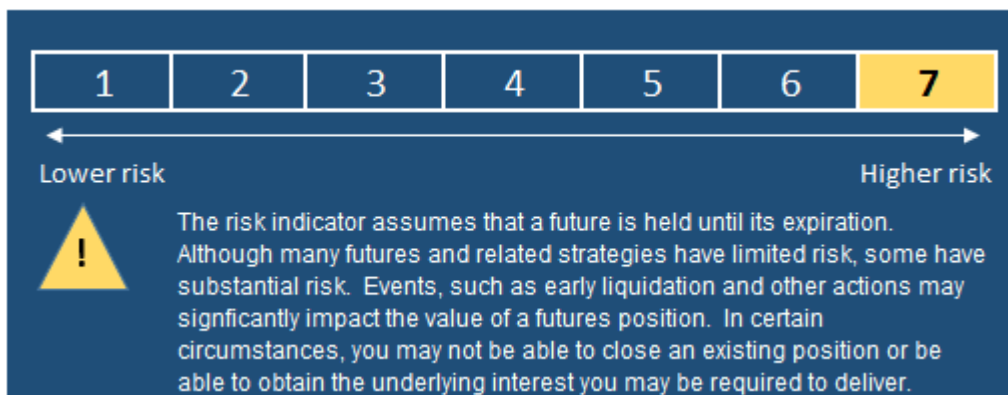 1 2 3 4 5 6 7
Lower risk Higher risk
!
The risk indicator assumes that a future is held until its expiration.
Although many futures and related strategies have limited risk, some have
substantial risk.  Events, such as early liquidation and other actions may
signficantly impact the value of a futures position.  In certain
circumstances, you may not be able to close an existing position or be
able to obtain the underlying interest you may be required to deliver.